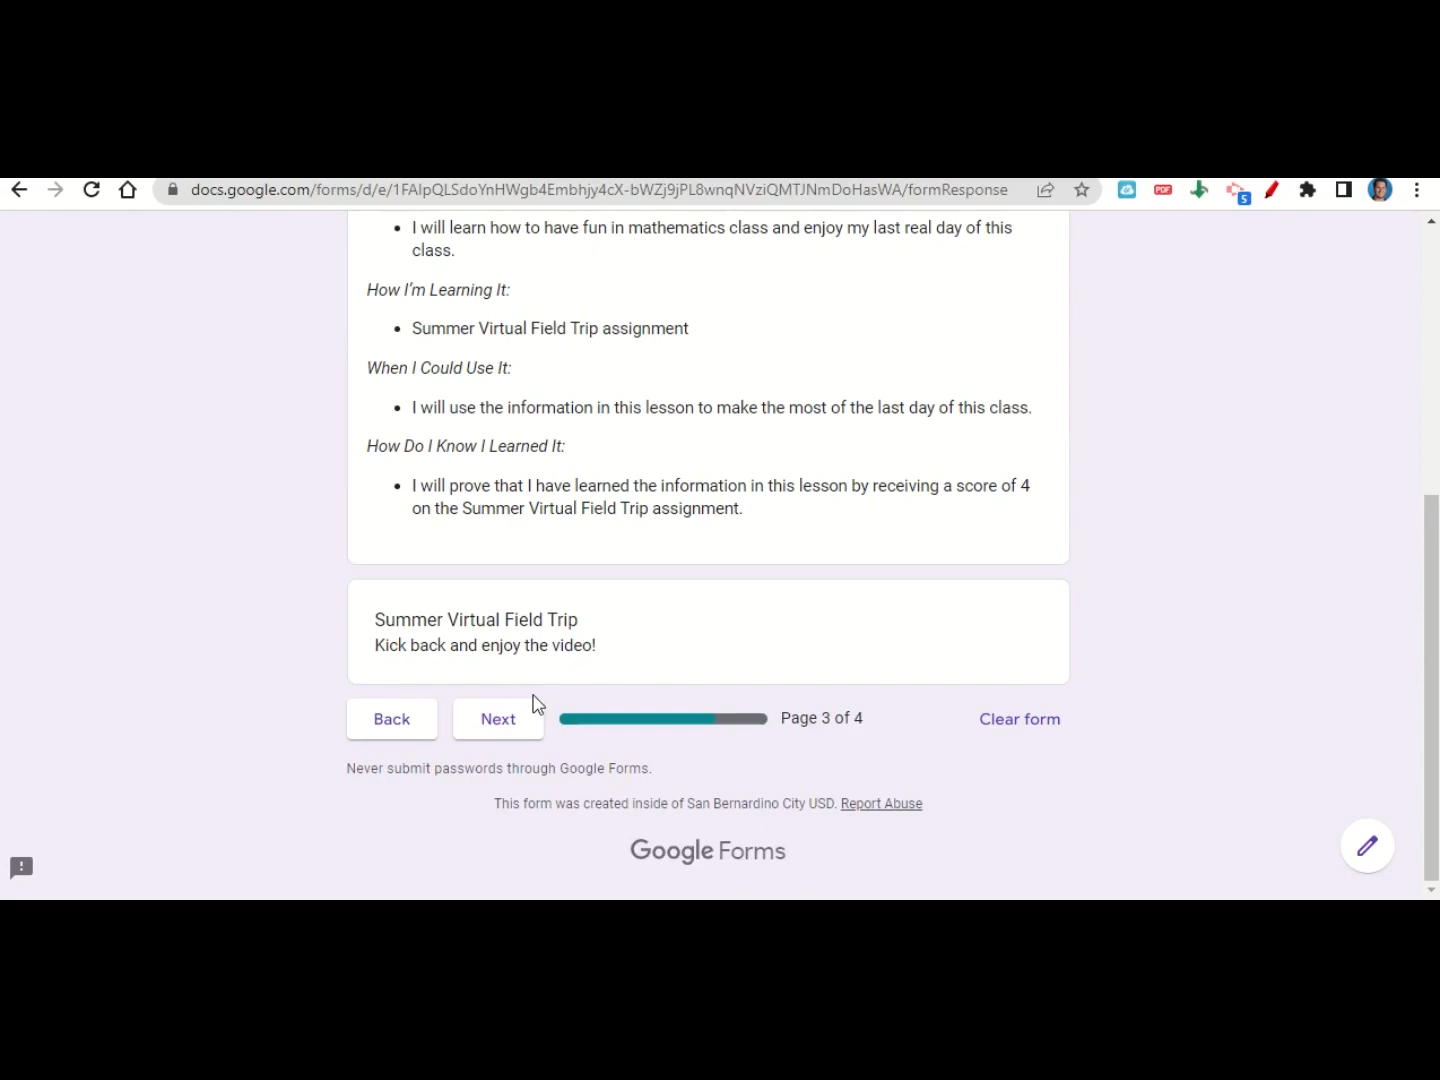 docs.google.com/forms/d/e/1FAIpQLSdoYnHWgb4Embhjy4cX-bWZj9jPL8wnqNVziQMTJNmDoHasWA/formResponse
PDF
5
I will learn how to have fun in mathematics class and enjoy my last real day of this
class.
How I'm Learning It:
Summer Virtual Field Trip assignment
When I Could Use It:
I will use the information in this lesson to make the most of the last day of this class.
How Do I Know I Learned It:
I will prove that I have learned the information in this lesson by receiving a score of 4
on the Summer Virtual Field Trip assignment.
Summer Virtual Field Trip
Kick back and enjoy the video!
Back Next Page 3 of 4 Clear form
Never submit passwords through Google Forms.
This form was created inside of San Bernardino City USD. Report Abuse
Google Forms